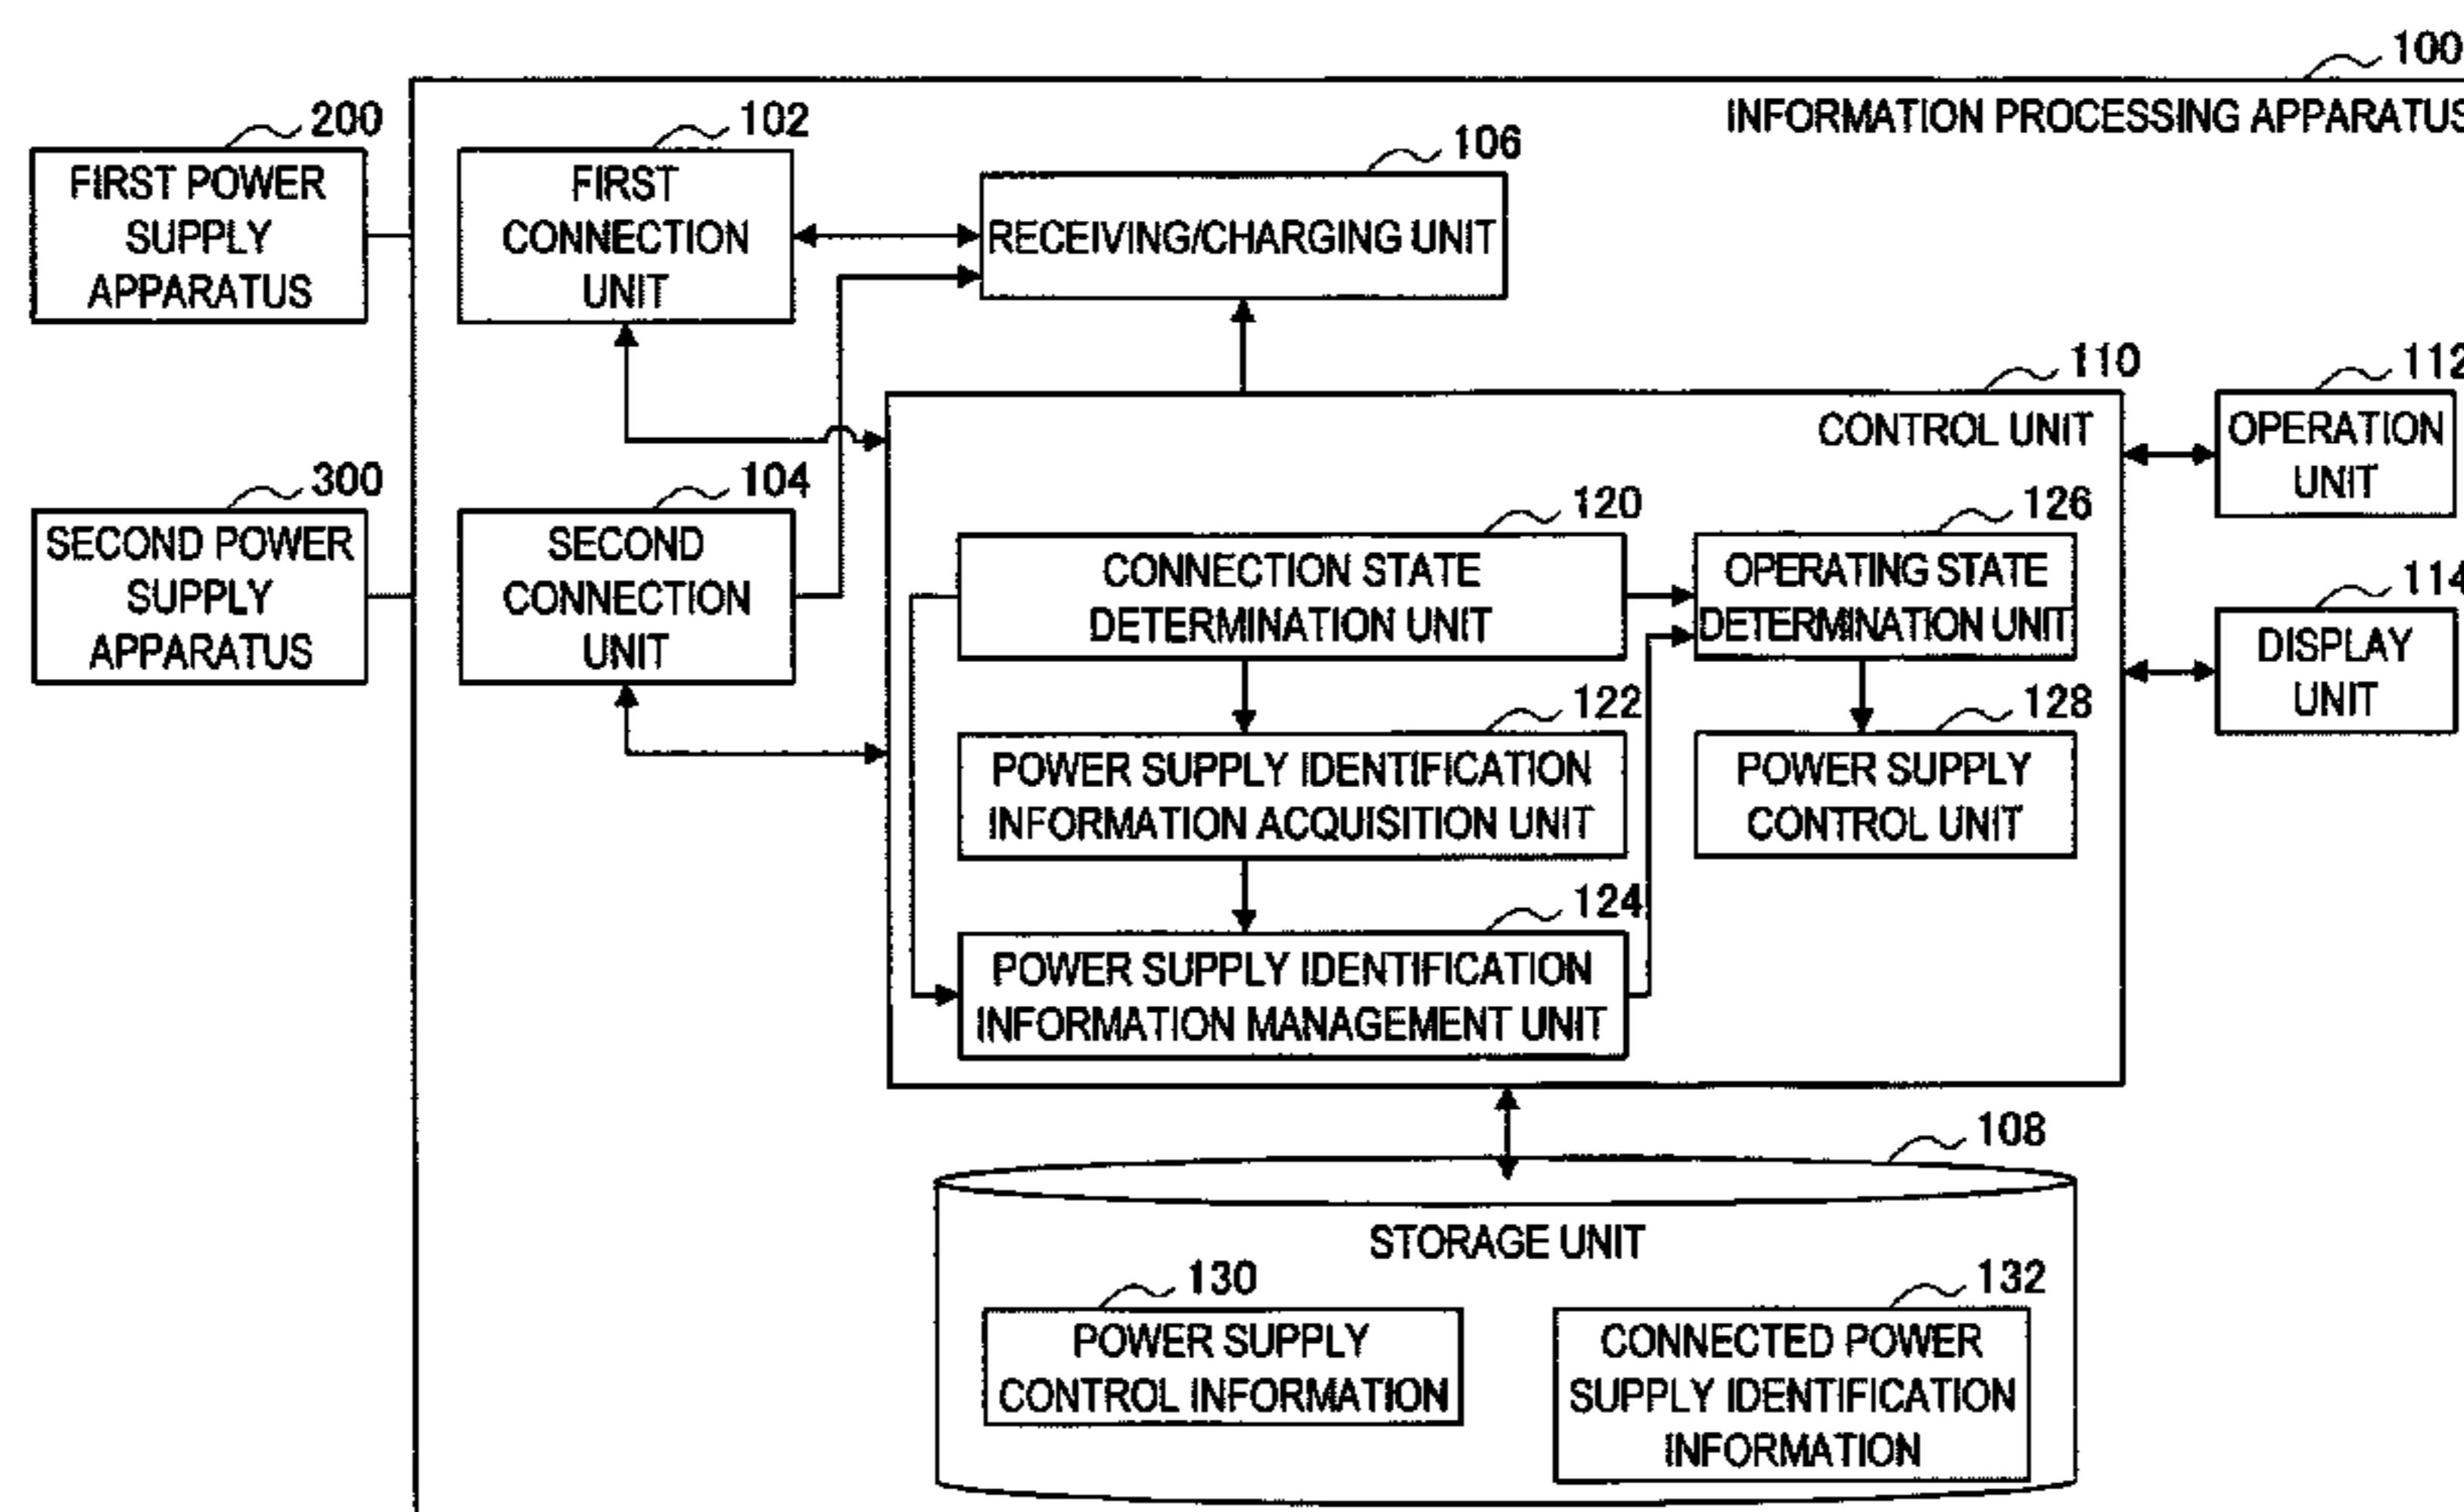 100
INFORMATION PROCESSING APPARATUS
200
102
106
FIRST POWER
SUPPLY
APPARATUS
FIRST
CONNECTION
UNIT
RECEIVING/CHARGING UNIT
110
112
CONTROL UNIT
OPERATION
UNIT
300
104
120
126
SECOND POWER
SUPPLY
APPARATUS
SECOND
CONNECTION
UNIT
CONNECTION STATE
DETERMINATION UNIT
OPERATING STATE
DETERMINATION UNIT
114
DISPLAY
UNIT
122
128
POWER SUPPLY IDENTIFICATION
INFORMATION ACQUISITION UNIT
POWER SUPPLY
CONTROL UNIT
124
POWER SUPPLY IDENTIFICATION
INFORMATION MANAGEMENT UNIT
108
STORAGE UNIT
130
132
POWER SUPPLY
CONTROL INFORMATION
CONNECTED POWER
SUPPLY IDENTIFICATION
INFORMATION